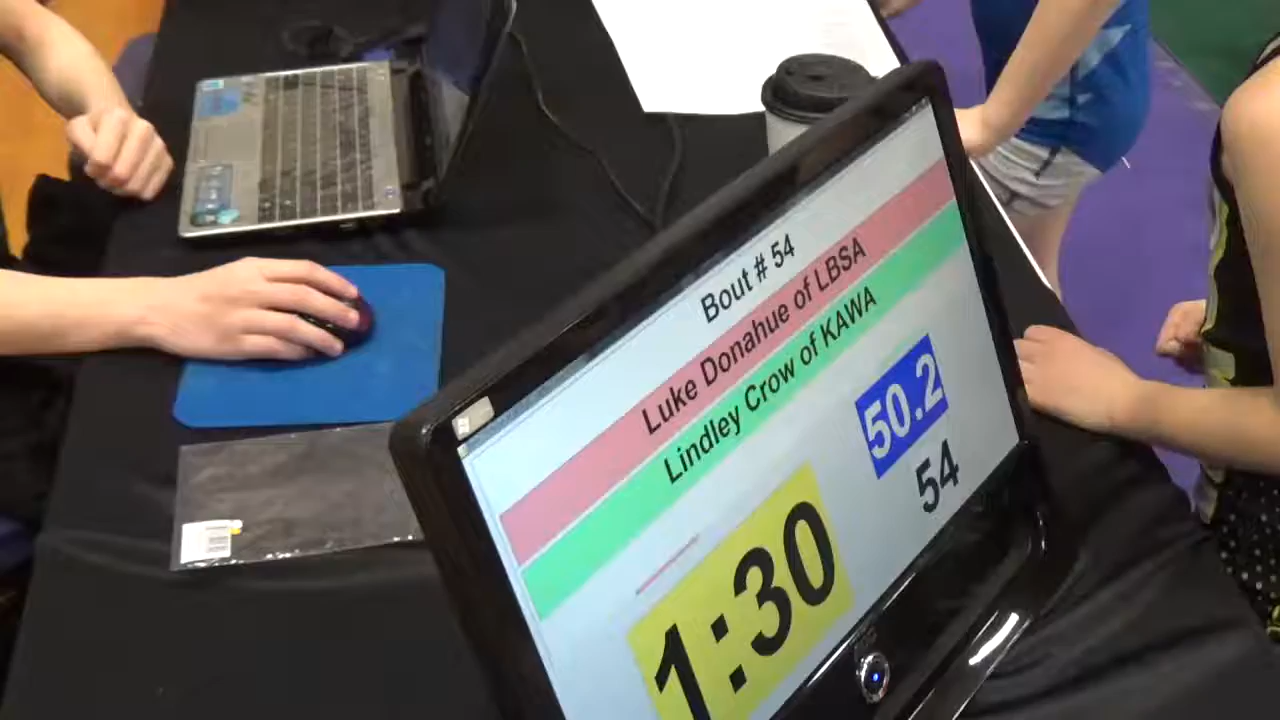 Bout # 54
Luke Donahue of LBSA
Lindley Crow of KAWA
50.2
54
1:30